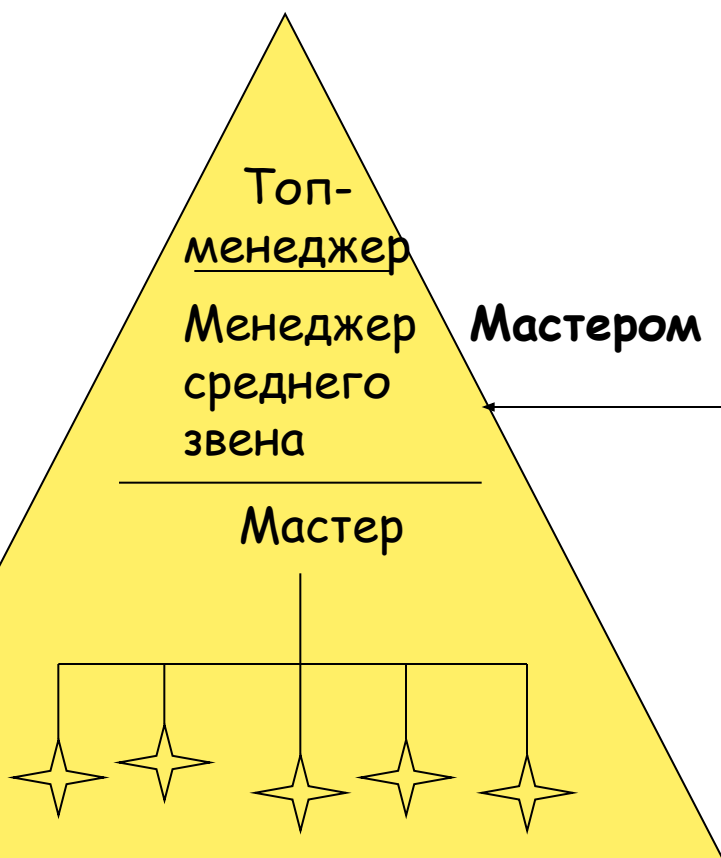 Топ-
менеджер
Менеджер
среднего
звена
Мастером
Мастер